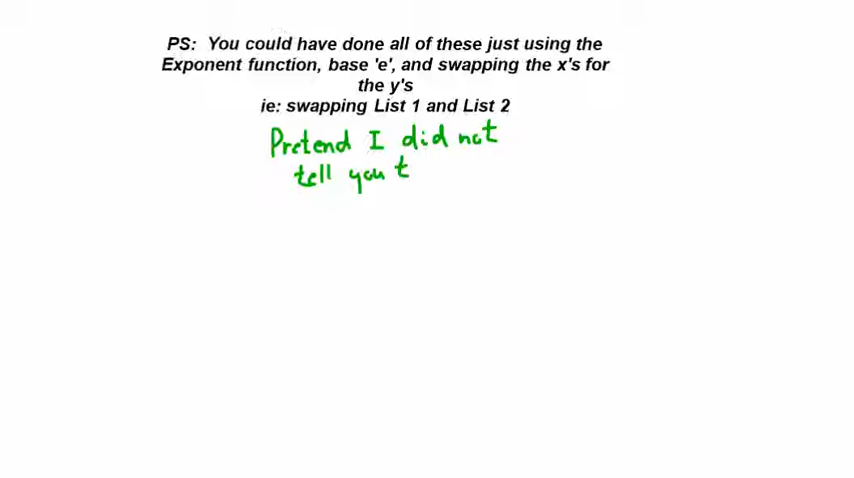 PS: You could have done all of these just using the
Exponent function, base 'e', and swapping the x's for
the y's
ie: swapping List 1 and List 2
Pretend I did not
tell you t